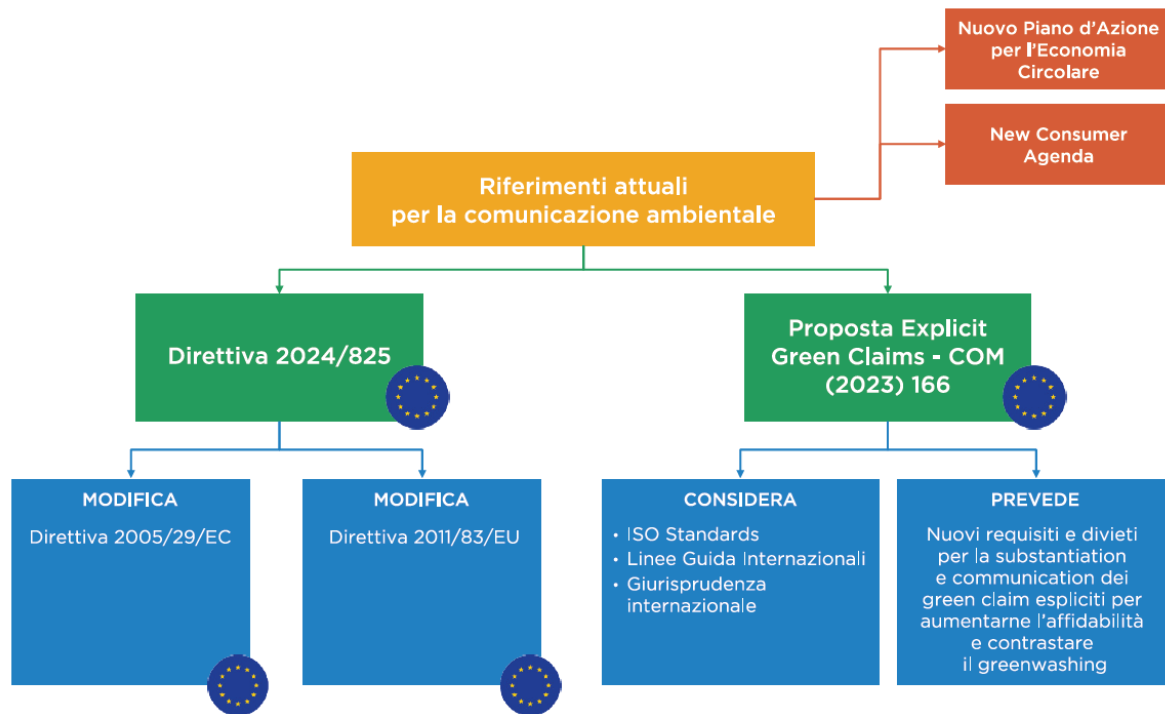 Nuovo Piano d'Azione
per l'Economia
Circolare
New Consumer
Agenda
Riferimenti attuali
per la comunicazione ambientale
Direttiva 2024/825
Proposta Explicit
Green Claims - COM
(2023) 166
MODIFICA
Direttiva 2005/29/EC
MODIFICA
Direttiva 2011/83/EU
CONSIDERA
• ISO Standards
• Linee Guida Internazionali
• Giurisprudenza
internazionale
PREVEDE
Nuovi requisiti e divieti
per la substantiation
e communication dei
green claim espliciti per
aumentarne l'affidabilità
e contrastare
il greenwashing